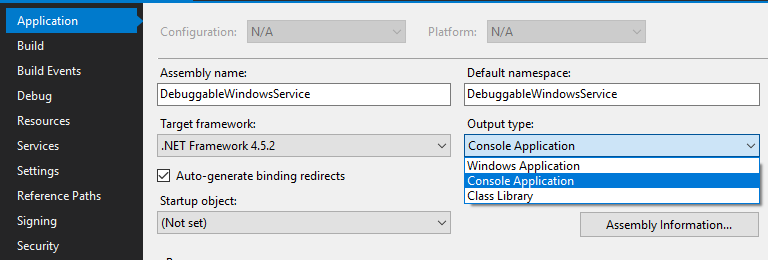 Application
Build
Build Events
Debug
Resources
Services
Settings
Reference Paths
Signing
Security
Configuration: N/A Platform: N/A
Assembly name: Default namespace:
DebuggableWindowsService DebuggableWindowsService
Target framework: Output type:
.NET Framework 4.5.2 Console Application
Windows Application
Auto-generate binding redirects Console Application
Class Library
Startup object:
(Not set) Assembly Information...